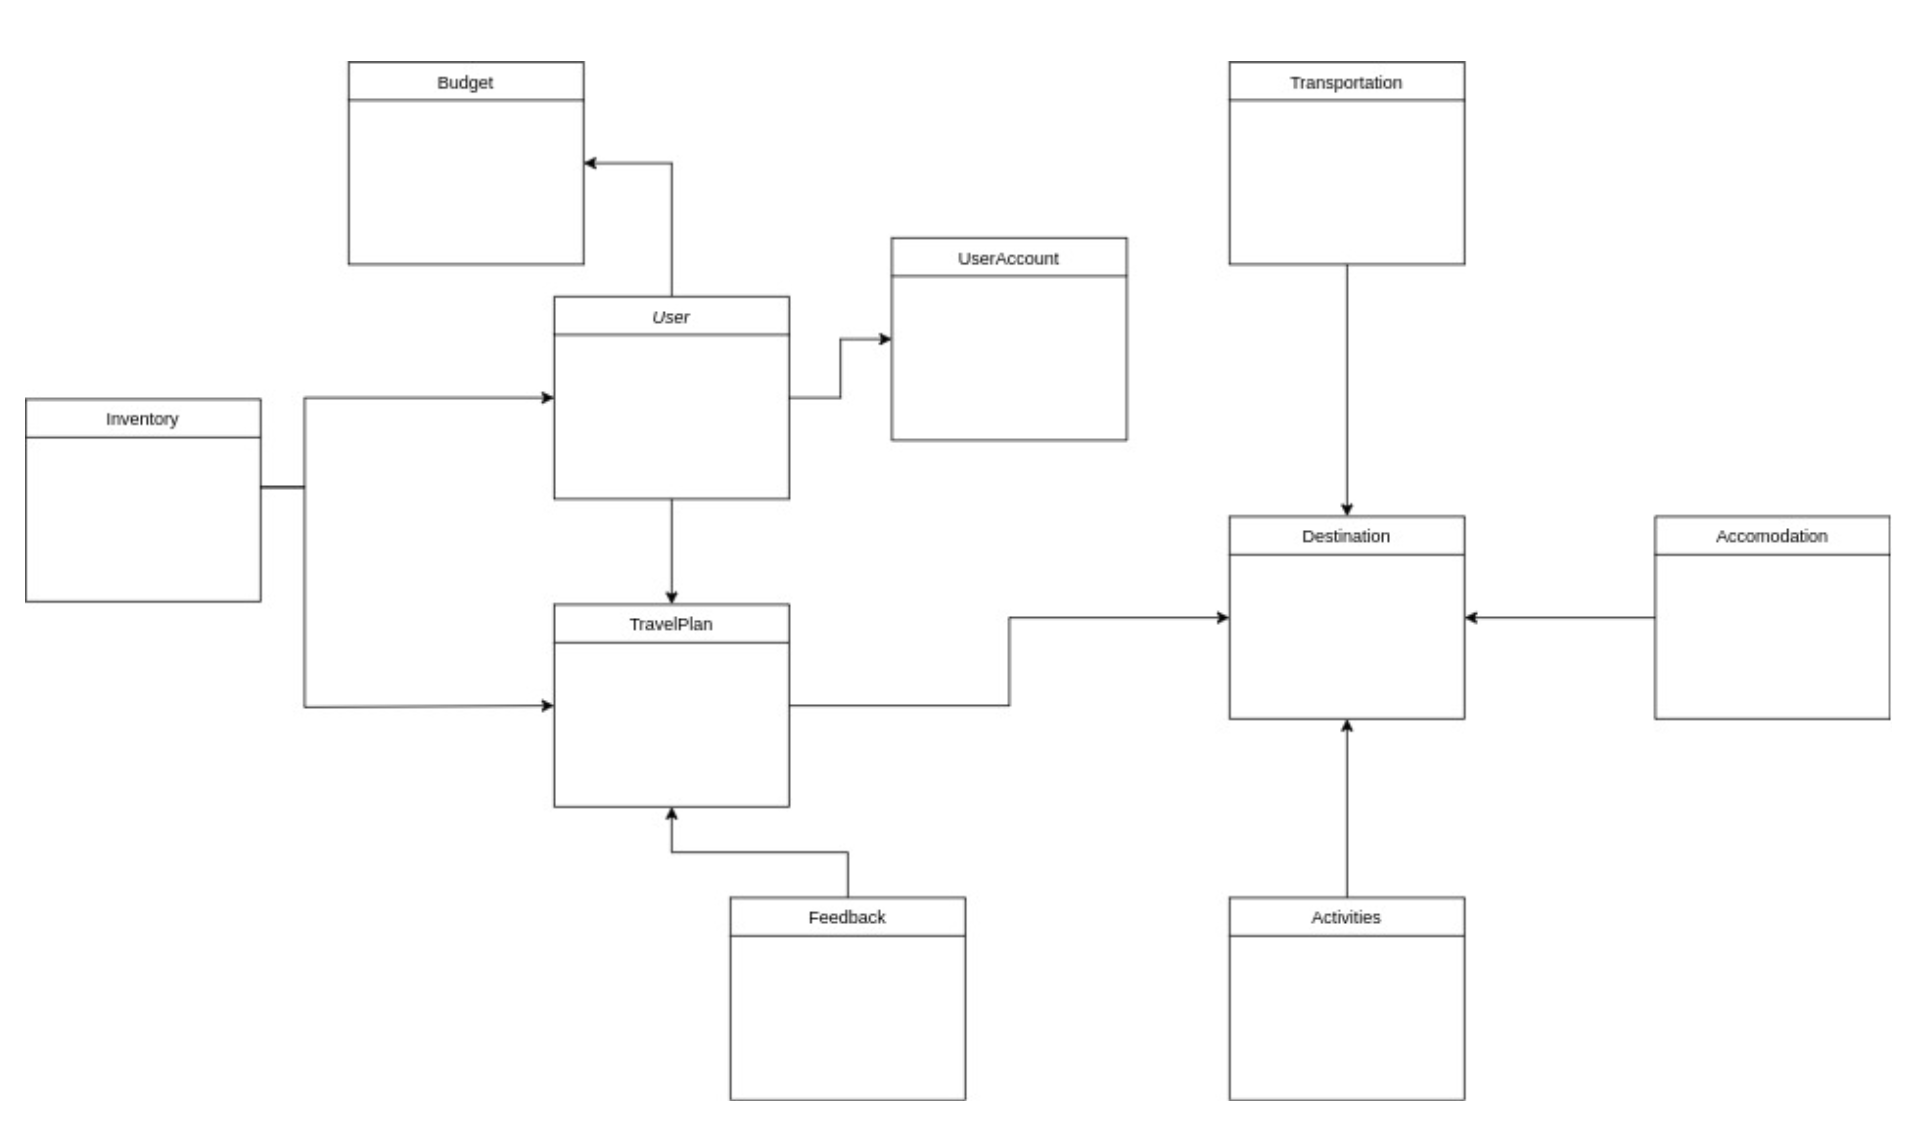 Budget
Transportation
UserAccount
User
Inventory
Destination
Accomodation
TravelPlan
Feedback
Activities